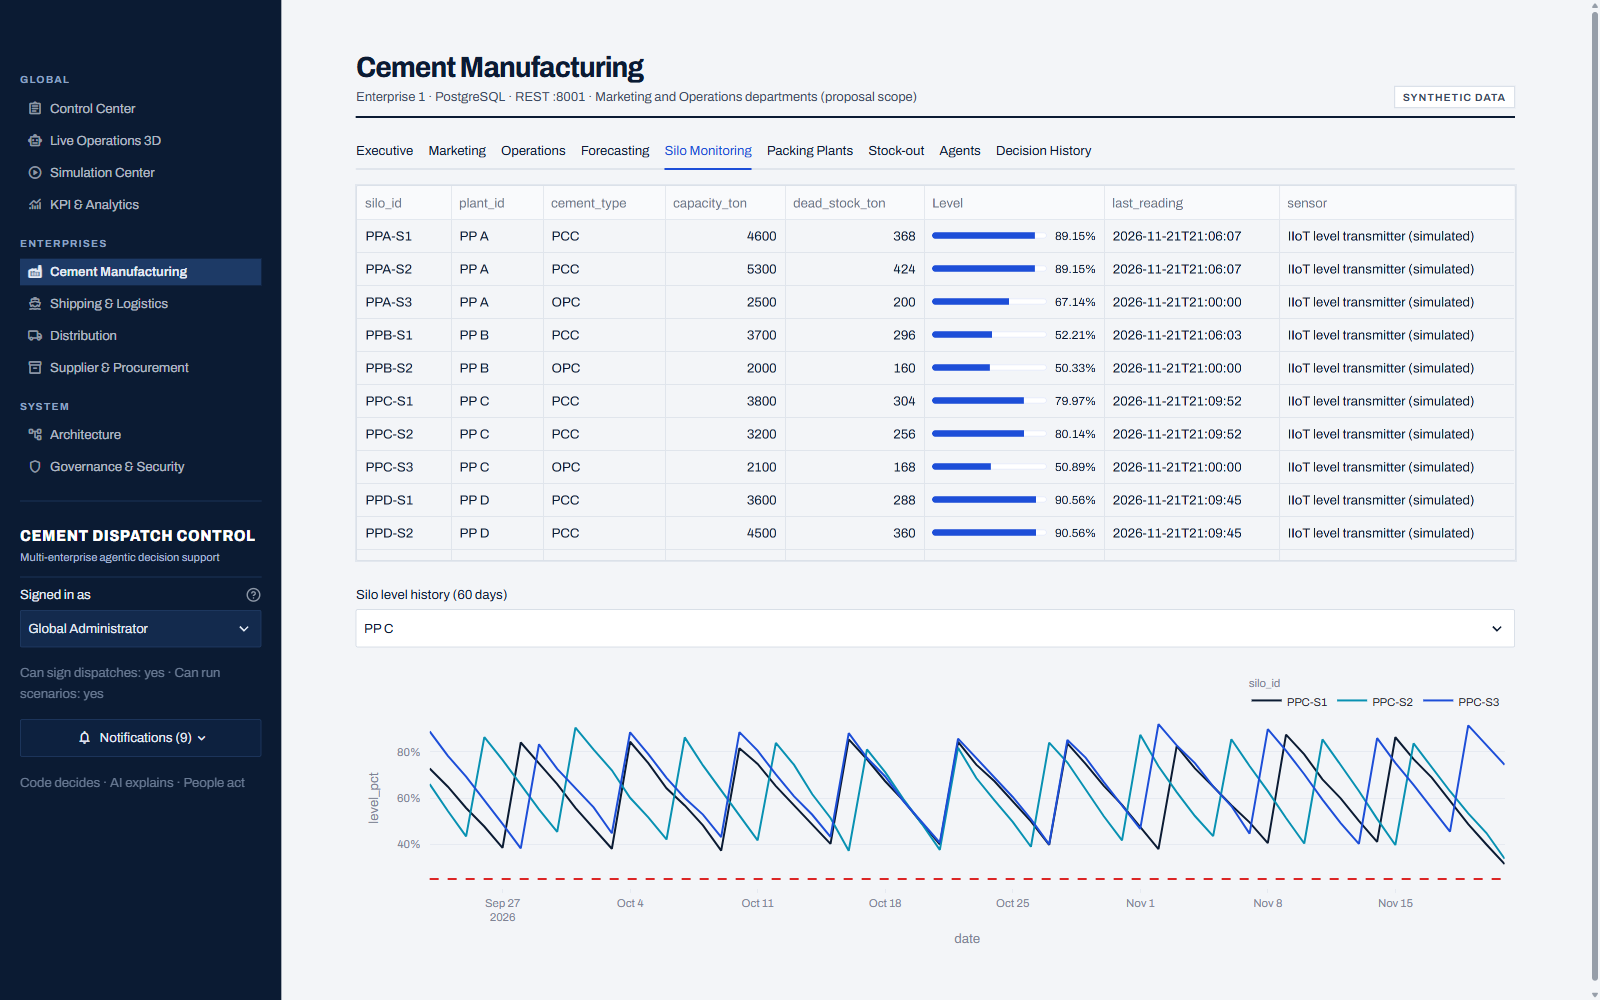 GLOBAL
Control Center
Live Operations 3D
Simulation Center
KPI & Analytics
ENTERPRISES
Cement Manufacturing
Shipping & Logistics
Distribution
Supplier & Procurement
SYSTEM
Architecture
Governance & Security
CEMENT DISPATCH CONTROL
Multi-enterprise agentic decision support
Signed in as
Global Administrator
Can sign dispatches: yes · Can run
scenarios: yes
Notifications (9)
Code decides · AI explains · People act
Cement Manufacturing
Enterprise 1 · PostgreSQL · REST :8001 · Marketing and Operations departments (proposal scope)
SYNTHETIC DATA
Executive Marketing Operations Forecasting Silo Monitoring Packing Plants Stock-out Agents Decision History
silo_id plant_id cement_type capacity_ton dead_stock_ton Level last_reading sensor
PPA-S1 PP A PCC 4600 368 89.15% 2026-11-21T21:06:07 IIoT level transmitter (simulated)
PPA-S2 PP A PCC 5300 424 89.15% 2026-11-21T21:06:07 IIoT level transmitter (simulated)
PPA-S3 PP A OPC 2500 200 67.14% 2026-11-21T21:00:00 IIoT level transmitter (simulated)
PPB-S1 PP B PCC 3700 296 52.21% 2026-11-21T21:06:03 IIoT level transmitter (simulated)
PPB-S2 PP B OPC 2000 160 50.33% 2026-11-21T21:00:00 IIoT level transmitter (simulated)
PPC-S1 PP C PCC 3800 304 79.97% 2026-11-21T21:09:52 IIoT level transmitter (simulated)
PPC-S2 PP C PCC 3200 256 80.14% 2026-11-21T21:09:52 IIoT level transmitter (simulated)
PPC-S3 PP C OPC 2100 168 50.89% 2026-11-21T21:00:00 IIoT level transmitter (simulated)
PPD-S1 PP D PCC 3600 288 90.56% 2026-11-21T21:09:45 IIoT level transmitter (simulated)
PPD-S2 PP D PCC 4500 360 90.56% 2026-11-21T21:09:45 IIoT level transmitter (simulated)
Silo level history (60 days)
PP C
silo_id
PPC-S1 PPC-S2 PPC-S3
80%
60%
40%
level_pct
Sep 27 Oct 4 Oct 11 Oct 18 Oct 25 Nov 1 Nov 8 Nov 15
2026
date